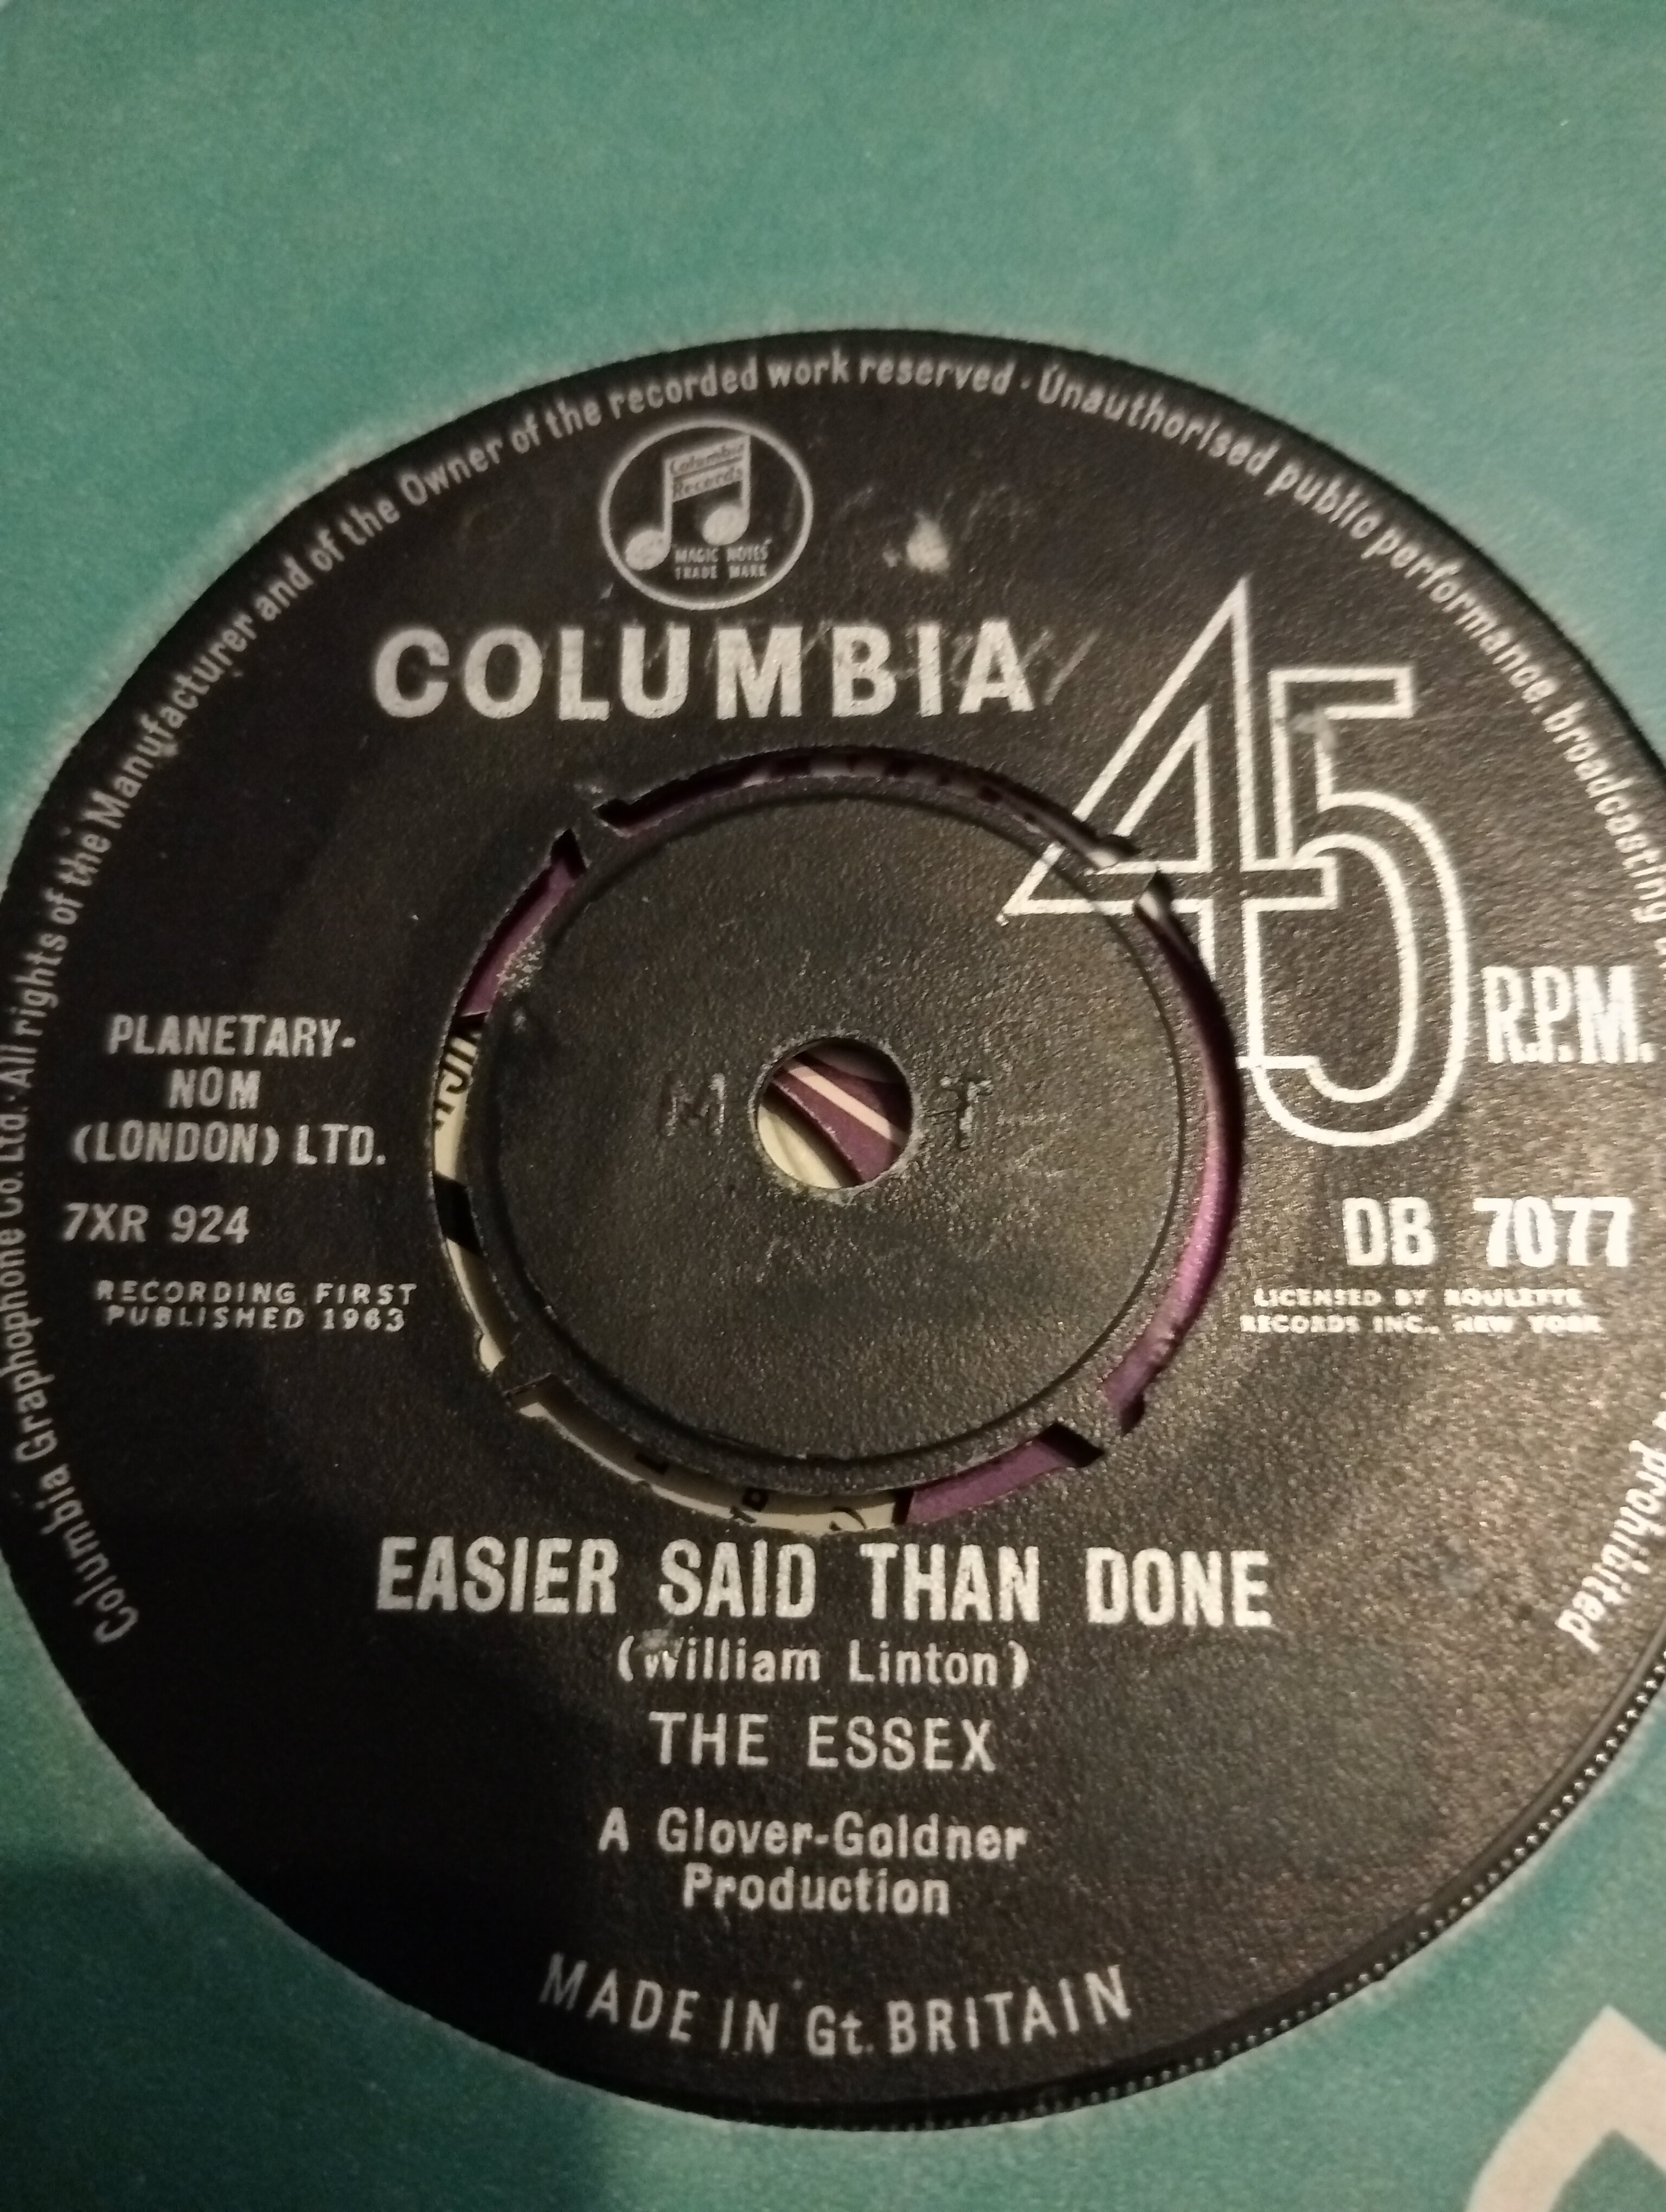 Columbia Graphophone Co. Ltd. · All rights of the Manufacturer and of the Owner of the recorded work reserved · Unauthorised public performance broadcasting
prohibited
Columbia
Records
MAGIC NOTES
TRADE MARK
COLUMBIA
45
R.P.M.
PLANETARY-
NOM
(LONDON) LTD.
7XR 924
RECORDING FIRST
PUBLISHED 1963
M T
DB 7077
LICENSED BY ROULETTE
RECORDS INC., NEW YORK
EASIER SAID THAN DONE
(William Linton)
THE ESSEX
A Glover-Goldner
Production
MADE IN Gt. BRITAIN